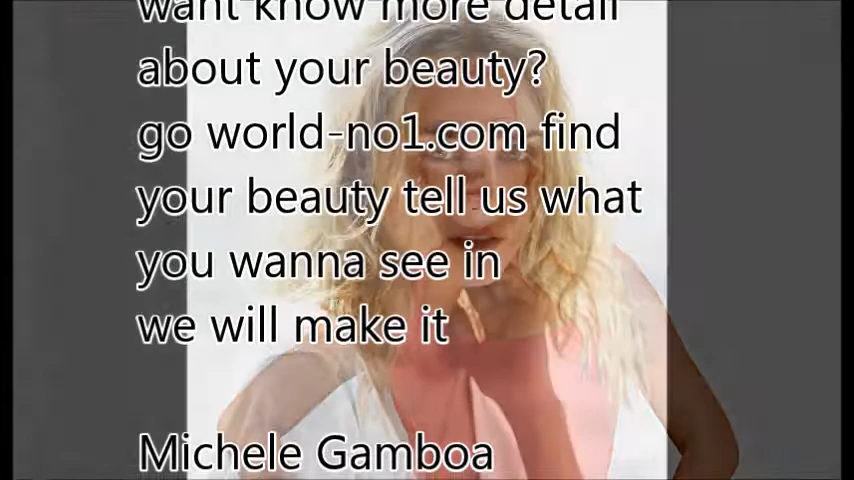 want know more detail
about your beauty?
go world-no1.com find
your beauty tell us what
you wanna see in
we will make it
Michele Gamboa